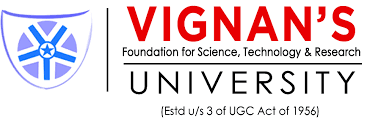 VIGNAN'S
Foundation for Science, Technology & Research
UNIVERSITY
(Estd u/s 3 of UGC Act of 1956)